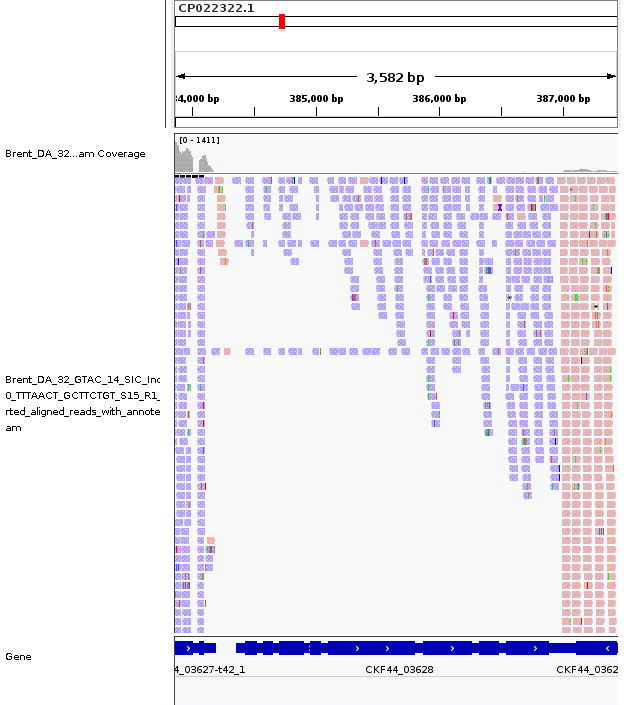 CP022322.1
3,582 bp
:4,000 bp 385,000 bp 386,000 bp 387,000 bp
[0 - 1411]
Brent_DA_32...am Coverage
Brent_DA_32_GTAC_14_SIC_Inc
0_TTTAACT_GCTTCTGT_S15_R1_
rted_aligned_reads_with_annote
am
Gene
4_03627-t42_1 CKF44_03628 CKF44_0362